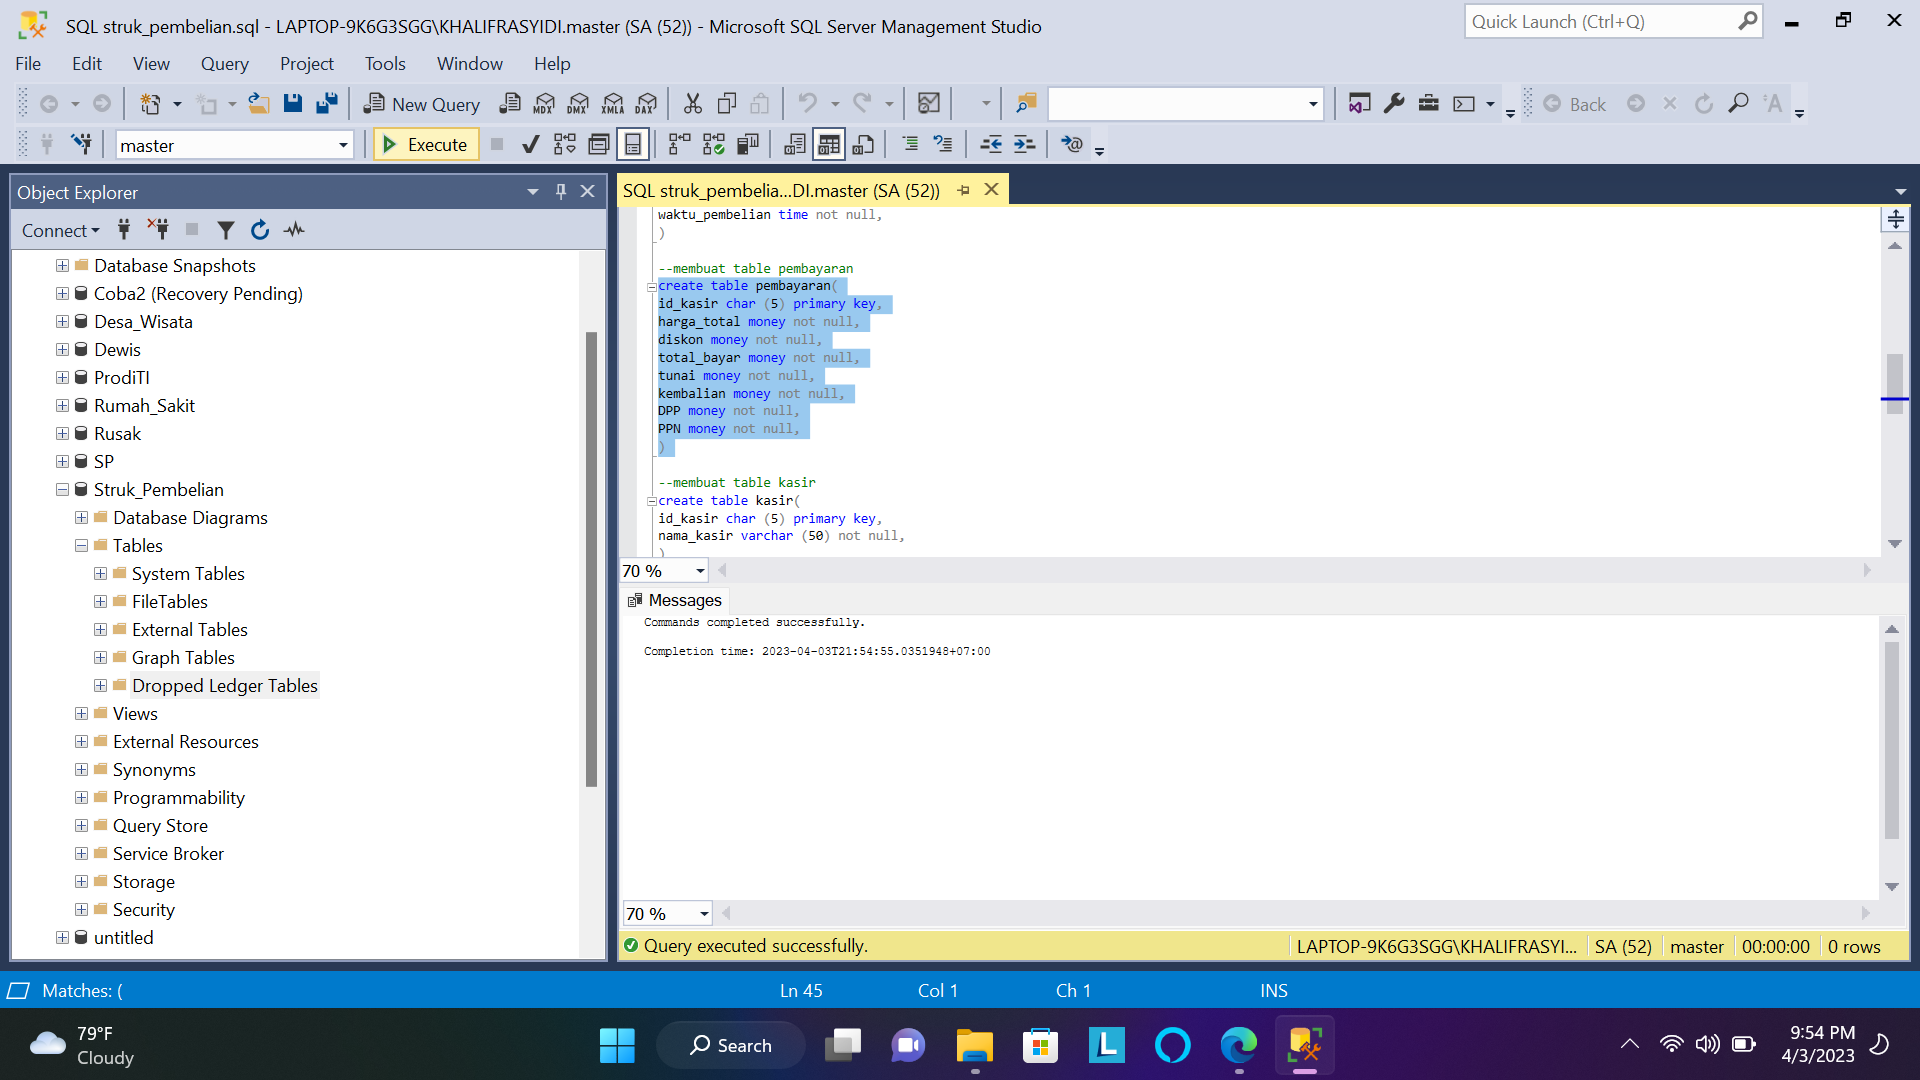 SQL struk_pembelian.sql - LAPTOP-9K6G3SGG\KHALIFRASYIDI.master (SA (52)) - Microsoft SQL Server Management Studio
Quick Launch (Ctrl+Q)
File Edit View Query Project Tools Window Help
New Query MDX DMX XMLA DAX Back
master Execute
Object Explorer
Connect
Database Snapshots
Coba2 (Recovery Pending)
Desa_Wisata
Dewis
ProdiTI
Rumah_Sakit
Rusak
SP
Struk_Pembelian
Database Diagrams
Tables
System Tables
FileTables
External Tables
Graph Tables
Dropped Ledger Tables
Views
External Resources
Synonyms
Programmability
Query Store
Service Broker
Storage
Security
untitled
SQL struk_pembelia...DI.master (SA (52))
waktu_pembelian time not null,
)
--membuat table pembayaran
create table pembayaran(
id_kasir char (5) primary key,
harga_total money not null,
diskon money not null,
total_bayar money not null,
tunai money not null,
kembalian money not null,
DPP money not null,
PPN money not null,
)
--membuat table kasir
create table kasir(
id_kasir char (5) primary key,
nama_kasir varchar (50) not null,
)
70 %
Messages
Commands completed successfully.
Completion time: 2023-04-03T21:54:55.0351948+07:00
70 %
Query executed successfully. LAPTOP-9K6G3SGG\KHALIFRASYI... SA (52) master 00:00:00 0 rows
Matches: ( Ln 45 Col 1 Ch 1 INS
79°F
Cloudy
Search
L
9:54 PM
4/3/2023